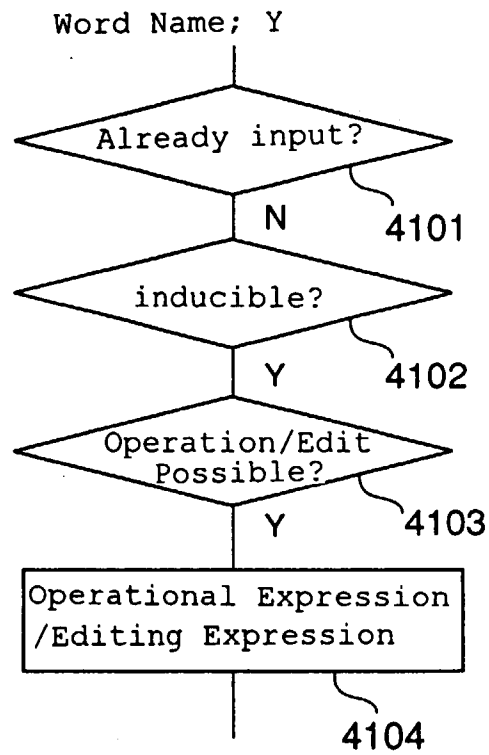 Word Name; Y
Already input?
4101
N
inducible?
4102
Y
Operation/Edit
Possible?
4103
Y
Operational Expression
/Editing Expression
4104